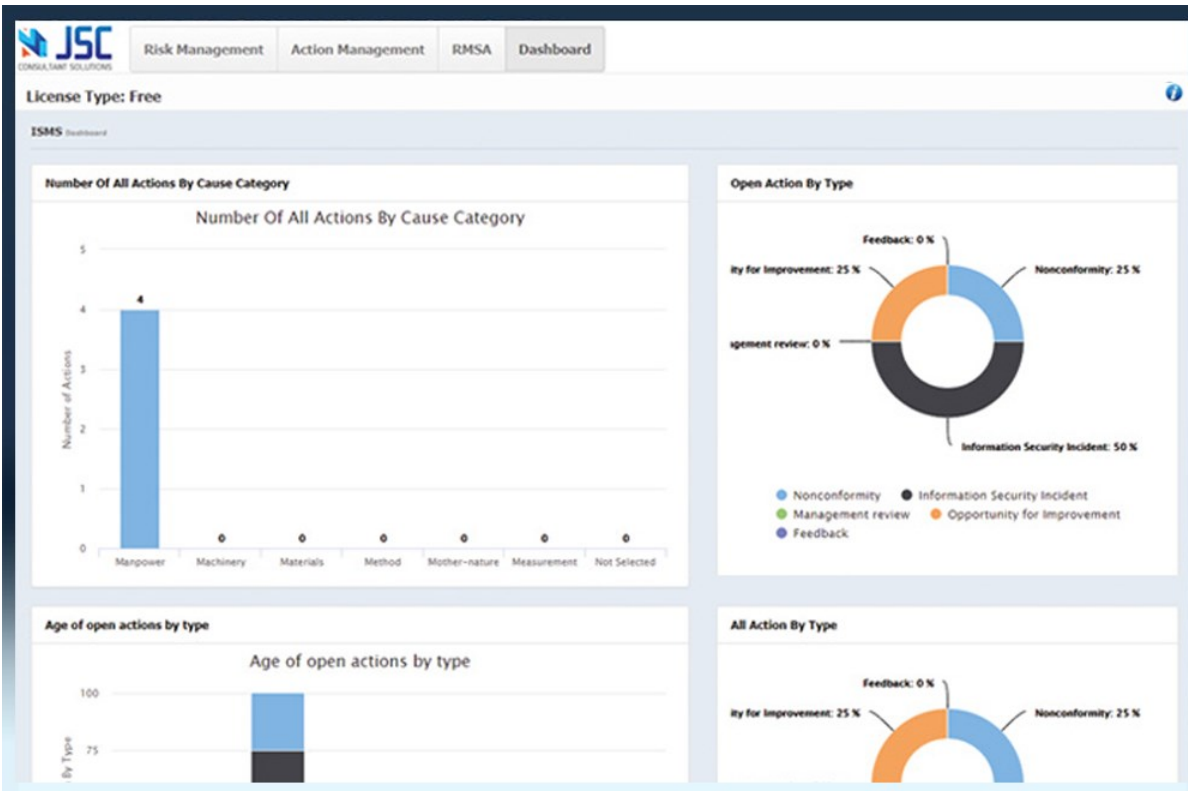 JSC
CONSULTANT SOLUTIONS
Risk Management
Action Management
RMSA
Dashboard
License Type: Free
i
ISMS Dashboard
Number Of All Actions By Cause Category
Number Of All Actions By Cause Category
Number of Actions
5
4
3
2
1
0
4
0
0
0
0
0
0
Manpower
Machinery
Materials
Method
Mother-nature
Measurement
Not Selected
Open Action By Type
Feedback: 0 %
ity for Improvement: 25 %
Nonconformity: 25 %
agement review: 0 %
Information Security Incident: 50 %
Nonconformity
Information Security Incident
Management review
Opportunity for Improvement
Feedback
Age of open actions by type
Age of open actions by type
100
75
By Type
All Action By Type
Feedback: 0 %
ity for Improvement: 25 %
Nonconformity: 25 %